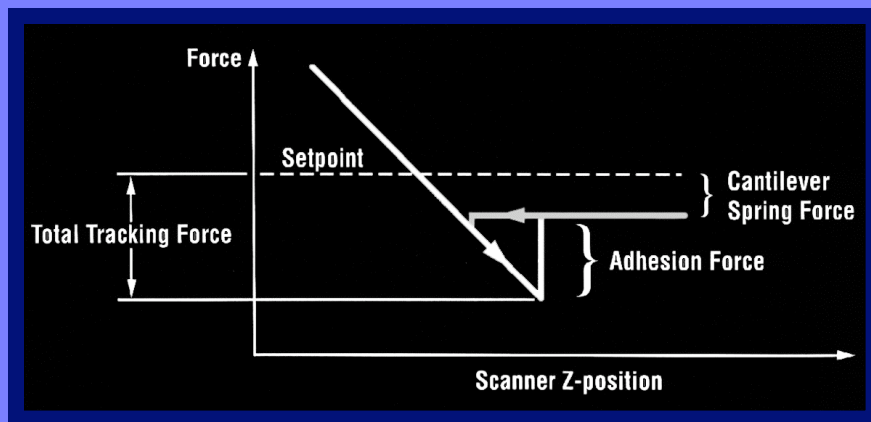 Force
Setpoint
Cantilever
Spring Force
Total Tracking Force
Adhesion Force
Scanner Z-position